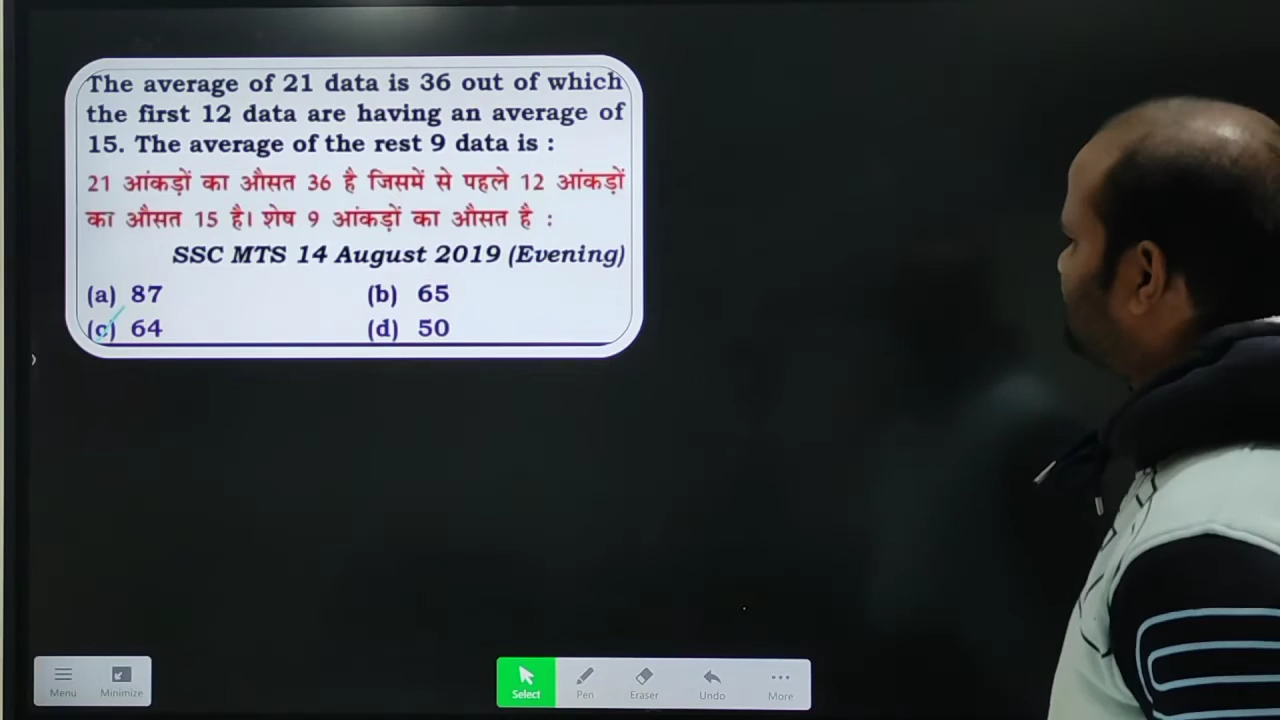 The average of 21 data is 36 out of which
the first 12 data are having an average of
15. The average of the rest 9 data is :
21 आंकड़ों का औसत 36 है जिसमें से पहले 12 आंकड़ों
का औसत 15 है। शेष 9 आंकड़ों का औसत है :
SSC MTS 14 August 2019 (Evening)
(a) 87 (b) 65
(c) 64 (d) 50
Menu Minimize Select Pen Eraser Undo More